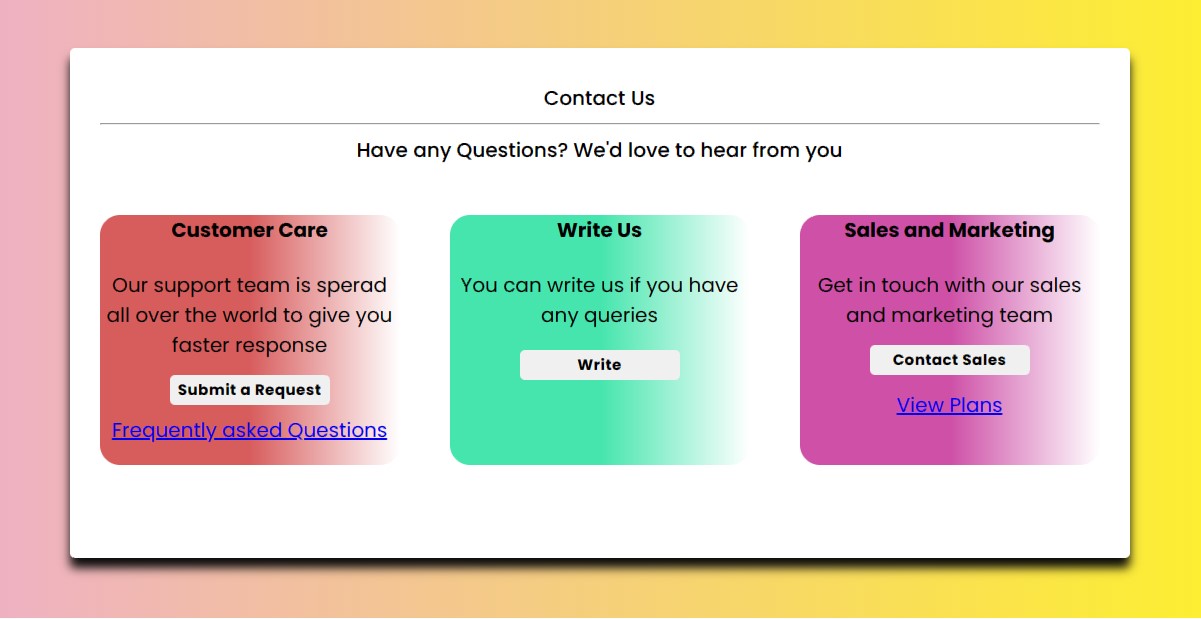 Contact Us
Have any Questions? We'd love to hear from you
Customer Care
Our support team is sperad
all over the world to give you
faster response
Submit a Request
Frequently asked Questions
Write Us
You can write us if you have
any queries
Write
Sales and Marketing
Get in touch with our sales
and marketing team
Contact Sales
View Plans